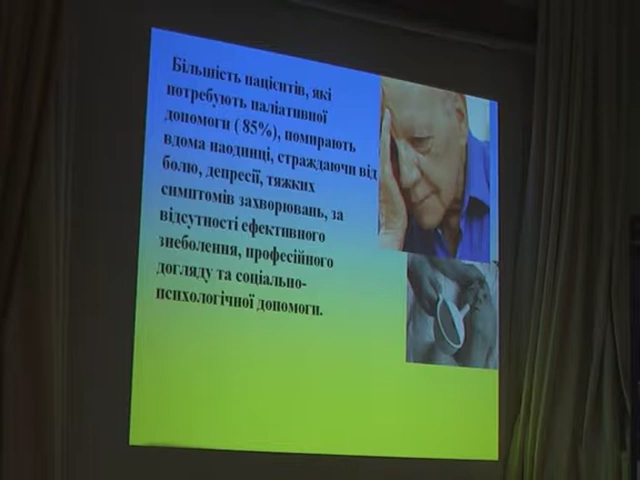 Більшість пацієнтів, які
потребують паліативної
допомоги ( 85%), помирають
вдома наодинці, страждаючи від
болю, депресії, тяжких
симптомів захворювань, за
відсутності ефективного
знеболення, професійного
догляду та соціально-
психологічної допомоги.